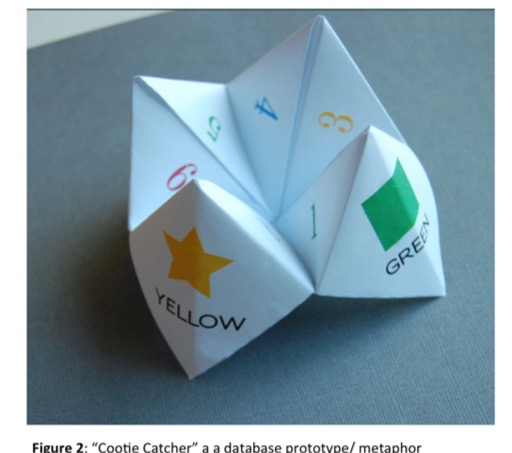 5
4
3
6
1
GREEN
YELLOW
Figure 2: “Cootie Catcher” a a database prototype/ metaphor